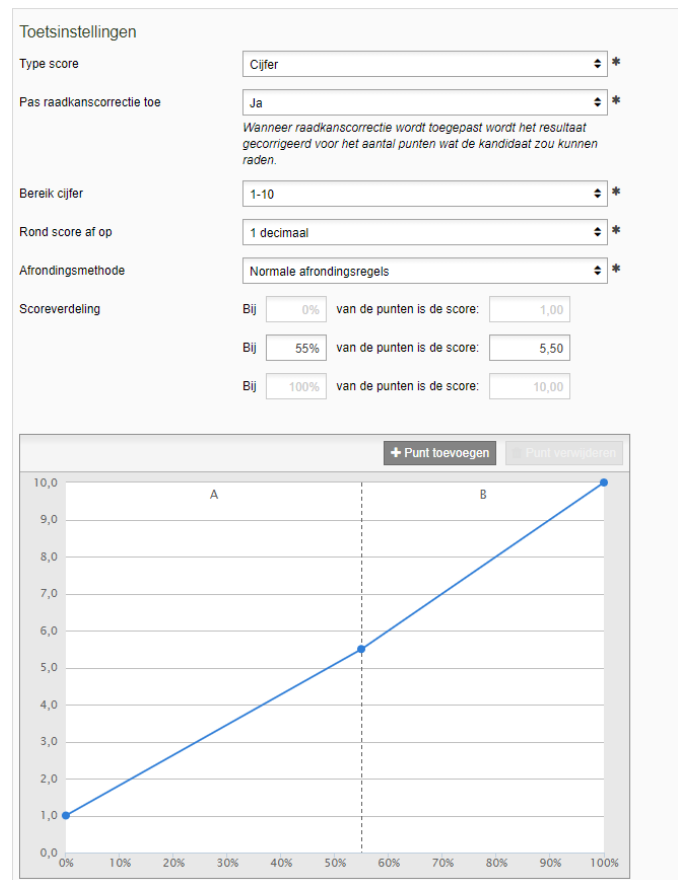 Toetsinstellingen
Type score Cijfer *
Pas raadkanscorrectie toe Ja *
Wanneer raadkanscorrectie wordt toegepast wordt het resultaat
gecorrigeerd voor het aantal punten wat de kandidaat zou kunnen
raden.
Bereik cijfer 1-10 *
Rond score af op 1 decimaal *
Afrondingsmethode Normale afrondingsregels *
Scoreverdeling Bij 0% van de punten is de score: 1,00
Bij 55% van de punten is de score: 5,50
Bij 100% van de punten is de score: 10,00
+ Punt toevoegen Punt verwijderen
A B
10,0
9,0
8,0
7,0
6,0
5,0
4,0
3,0
2,0
1,0
0,0
0% 10% 20% 30% 40% 50% 60% 70% 80% 90% 100%